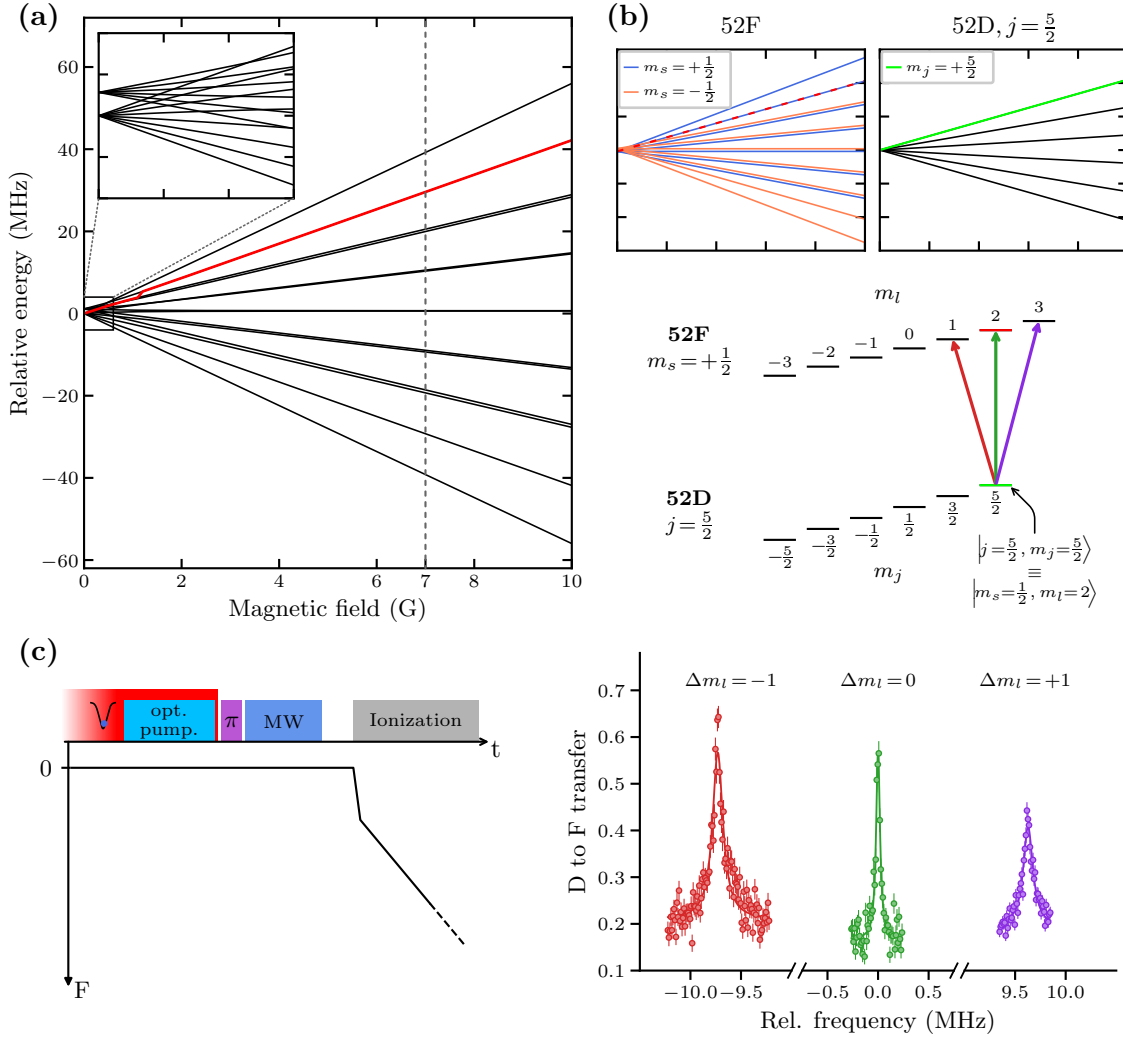 (a)
60
40
20
0
−20
−40
−60
Relative energy (MHz)
0
2
4
6
7
8
10
Magnetic field (G)
(b)
52F
52D, j = 5/2
m_s = +1/2
m_s = −1/2
m_j = +5/2
m_l
52F
m_s = +1/2
−3
−2
−1
0
1
2
3
52D
j = 5/2
−5/2
−3/2
−1/2
1/2
3/2
5/2
m_j
|j=5/2, m_j=5/2⟩
≡
|m_s=1/2, m_l=2⟩
(c)
opt.
pump.
π
MW
Ionization
t
0
F
Δm_l = −1
Δm_l = 0
Δm_l = +1
0.7
0.6
0.5
0.4
0.3
0.2
0.1
D to F transfer
−10.0
−9.5
−0.5
0.0
0.5
9.5
10.0
Rel. frequency (MHz)